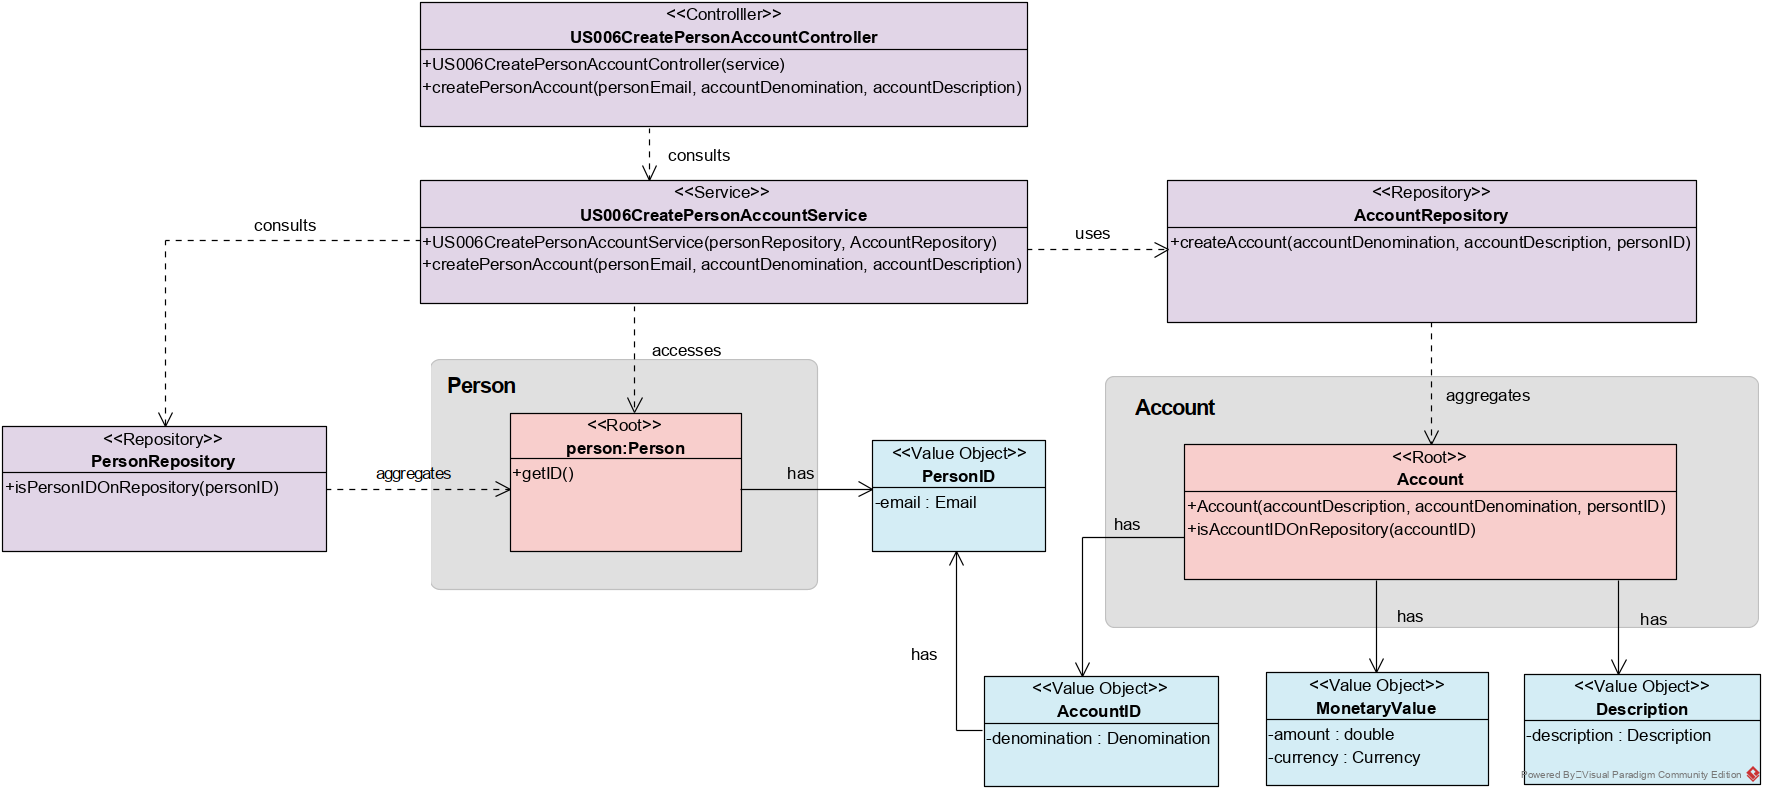 <<Controlller>>
US006CreatePersonAccountController
+US006CreatePersonAccountController(service)
+createPersonAccount(personEmail, accountDenomination, accountDescription)
consults
<<Service>>
US006CreatePersonAccountService
+US006CreatePersonAccountService(personRepository, AccountRepository)
+createPersonAccount(personEmail, accountDenomination, accountDescription)
consults
uses
<<Repository>>
AccountRepository
+createAccount(accountDenomination, accountDescription, personID)
accesses
aggregates
Person
<<Root>>
person:Person
+getID()
<<Repository>>
PersonRepository
+isPersonIDOnRepository(personID)
aggregates
has
<<Value Object>>
PersonID
-email : Email
Account
<<Root>>
Account
+Account(accountDescription, accountDenomination, persontID)
+isAccountIDOnRepository(accountID)
has
has
has
has
<<Value Object>>
AccountID
-denomination : Denomination
<<Value Object>>
MonetaryValue
-amount : double
-currency : Currency
<<Value Object>>
Description
-description : Description
Powered By Visual Paradigm Community Edition